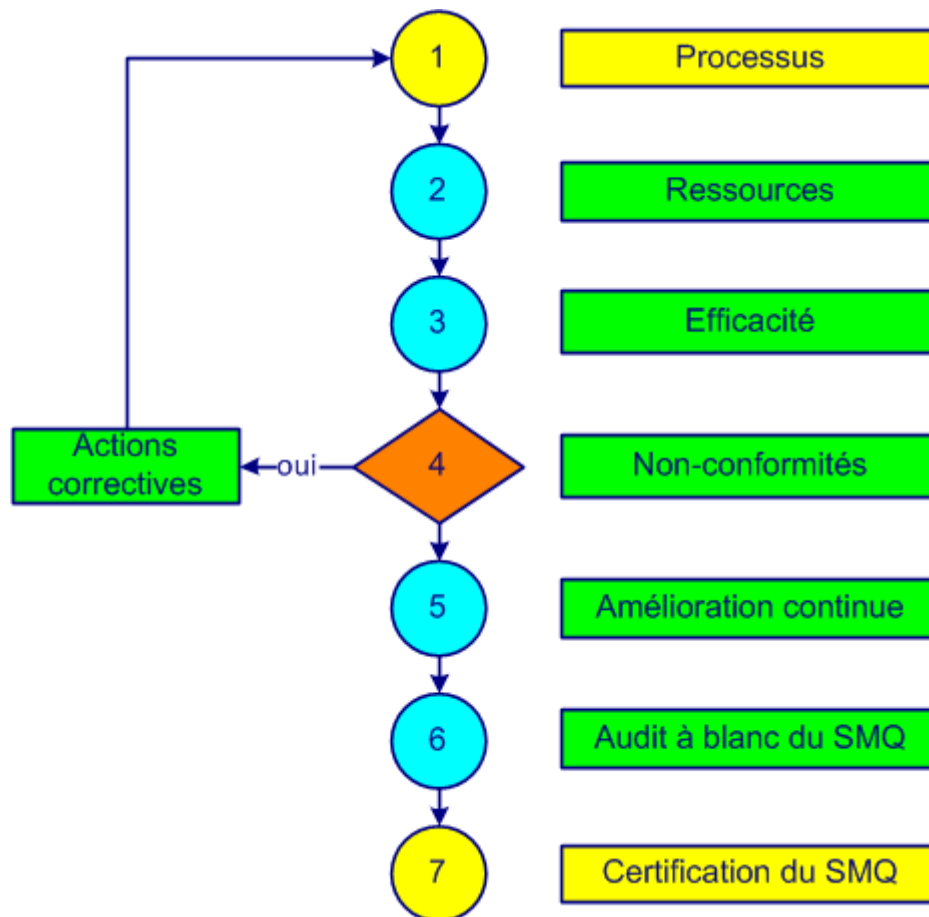 1
Processus
2
Ressources
3
Efficacité
Actions
correctives
oui
4
Non-conformités
5
Amélioration continue
6
Audit à blanc du SMQ
7
Certification du SMQ